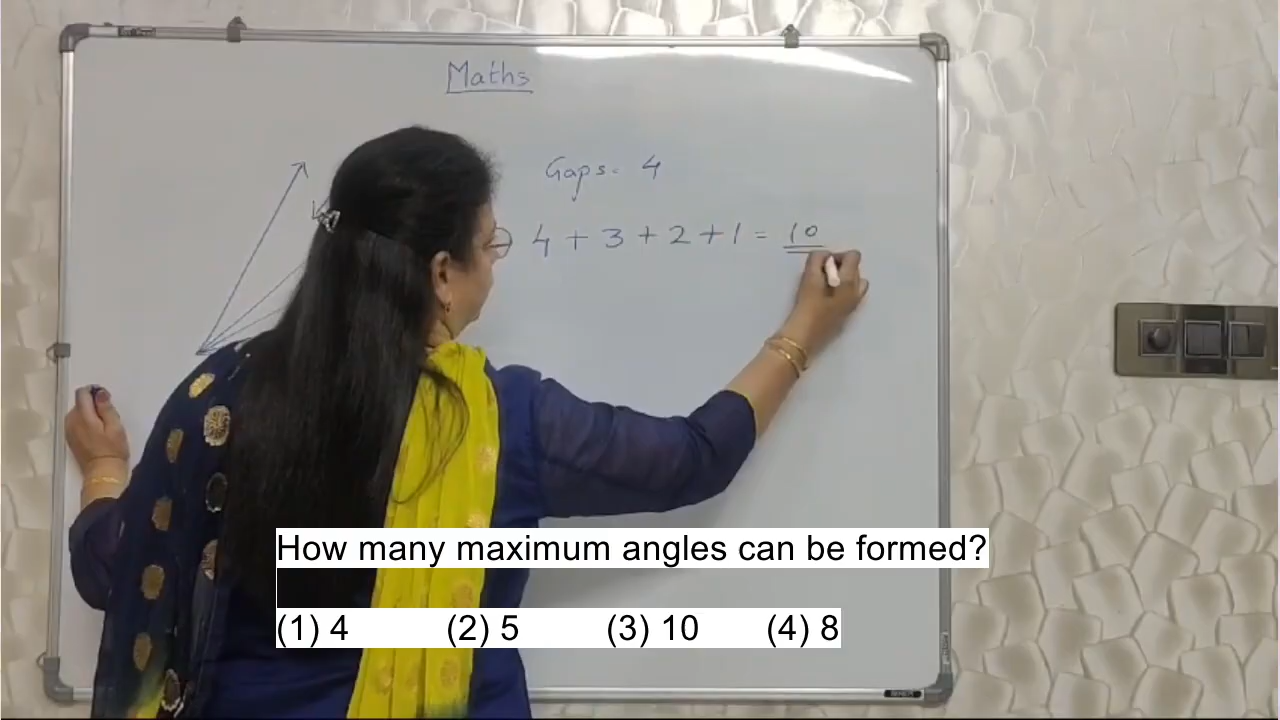 Maths
Gaps = 4
4 + 3 + 2 + 1 = 10
How many maximum angles can be formed?
(1) 4 (2) 5 (3) 10 (4) 8